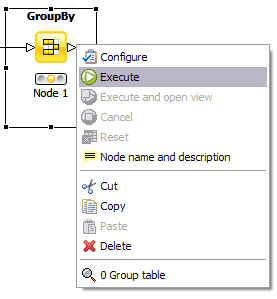 GroupBy
Node 1
Configure
Execute
Execute and open view
Cancel
Reset
Node name and description
Cut
Copy
Paste
Delete
0 Group table